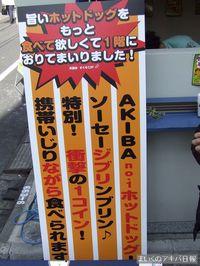 旨いホットドッグを
もっと
食べて欲しくて1階に
おりてまいりました！
AKIBA no.1ホットドッグ！
ソーセージプリンプリン♪
特別！衝撃の1コイン！
携帯いじりながら食べられます
まいくのアキバ日報